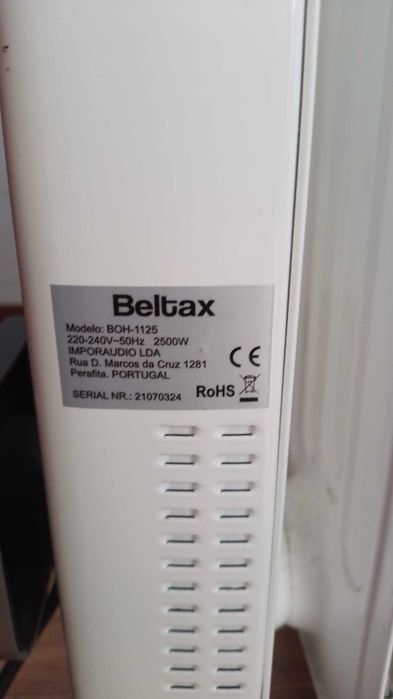 Beltax
Modelo: BOH-1125
220-240V~50Hz 2500W
IMPORAUDIO LDA
Rua D. Marcos da Cruz 1281
Perafita. PORTUGAL
CE
SERIAL NR.: 21070324
RoHS